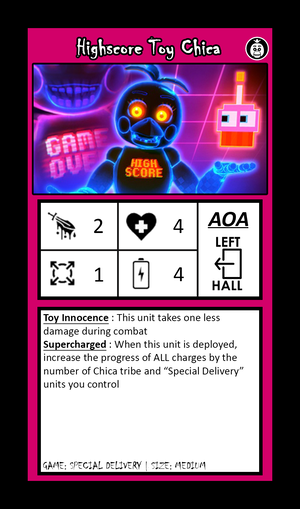 Highscore Toy Chica
GAME
OVER
HIGH
SCORE
2
4
AOA
LEFT
1
4
HALL
Toy Innocence : This unit takes one less
damage during combat
Supercharged : When this unit is deployed,
increase the progress of ALL charges by the
number of Chica tribe and “Special Delivery”
units you control
GAME: SPECIAL DELIVERY | SIZE: MEDIUM